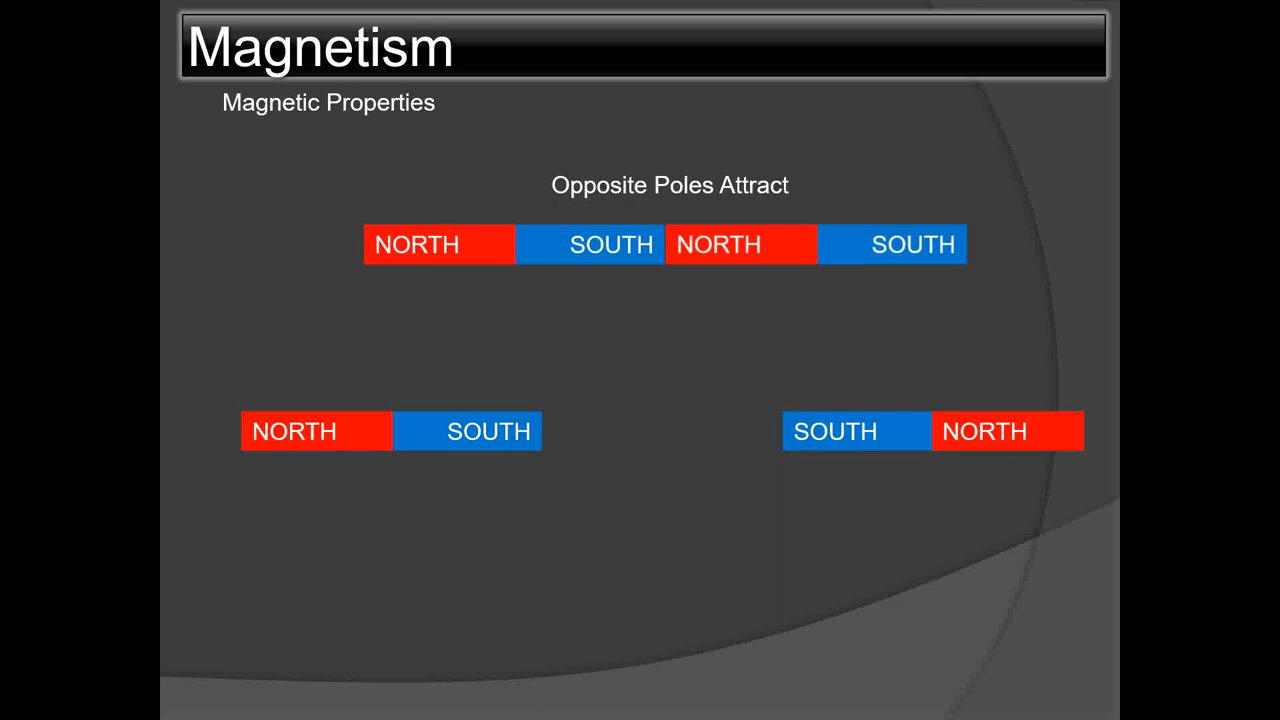 Magnetism
Magnetic Properties
Opposite Poles Attract
NORTH SOUTH NORTH SOUTH
NORTH SOUTH SOUTH NORTH